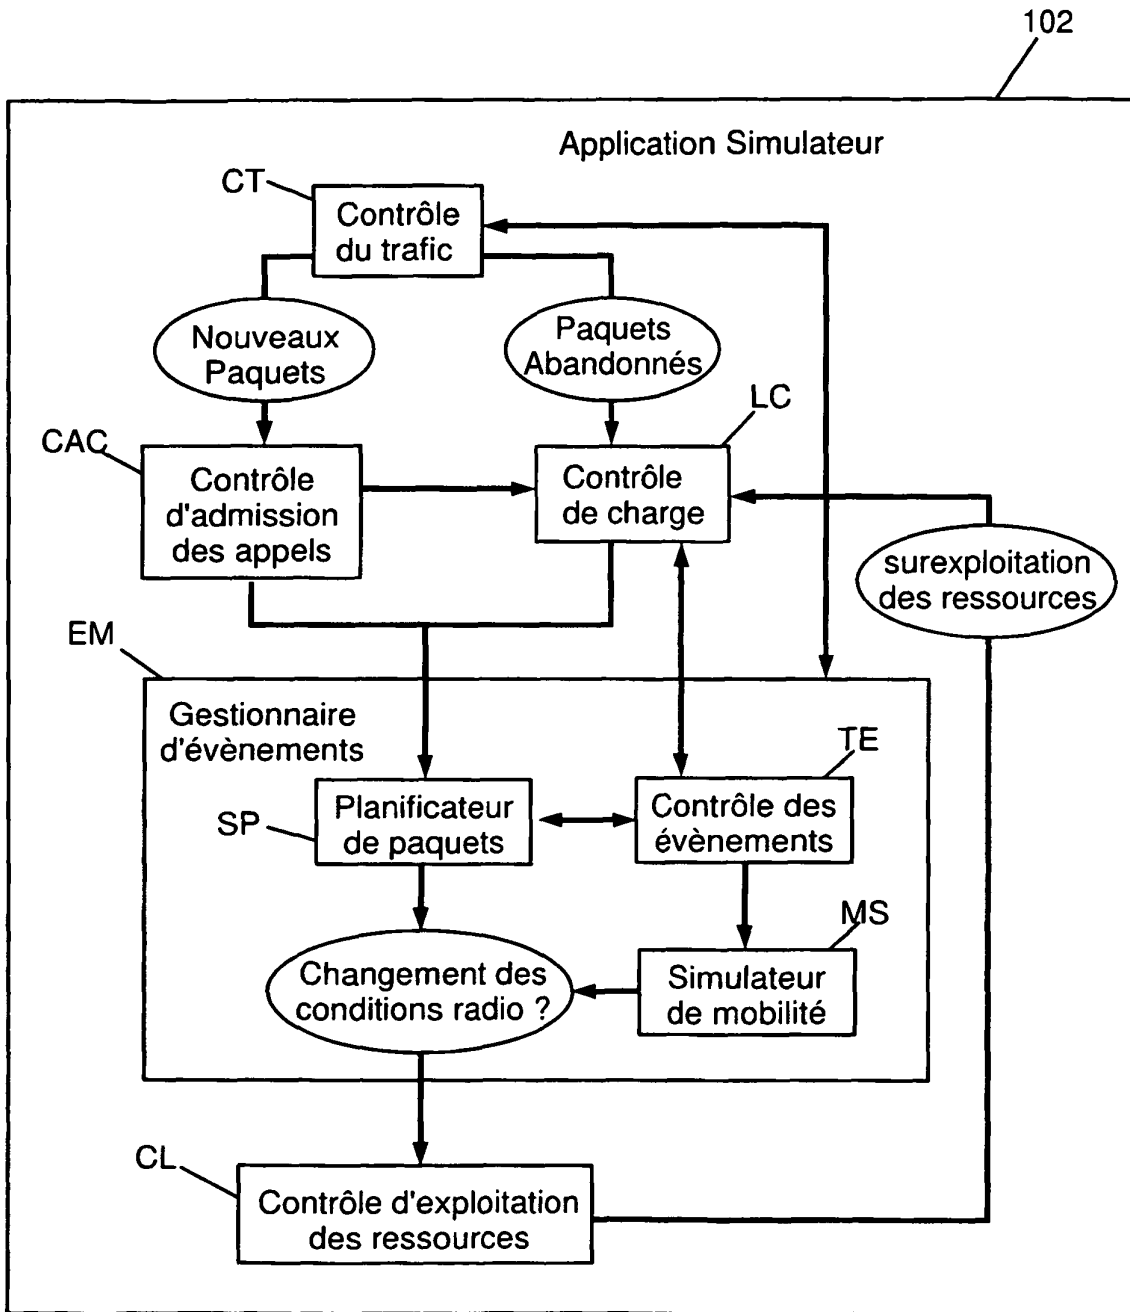 102
Application Simulateur
CT
Contrôle
du trafic
Nouveaux
Paquets
Paquets
Abandonnés
LC
CAC
Contrôle
d'admission
des appels
Contrôle
de charge
surexploitation
des ressources
EM
Gestionnaire
d'évènements
TE
SP
Planificateur
de paquets
Contrôle des
évènements
MS
Changement des
conditions radio ?
Simulateur
de mobilité
CL
Contrôle d'exploitation
des ressources